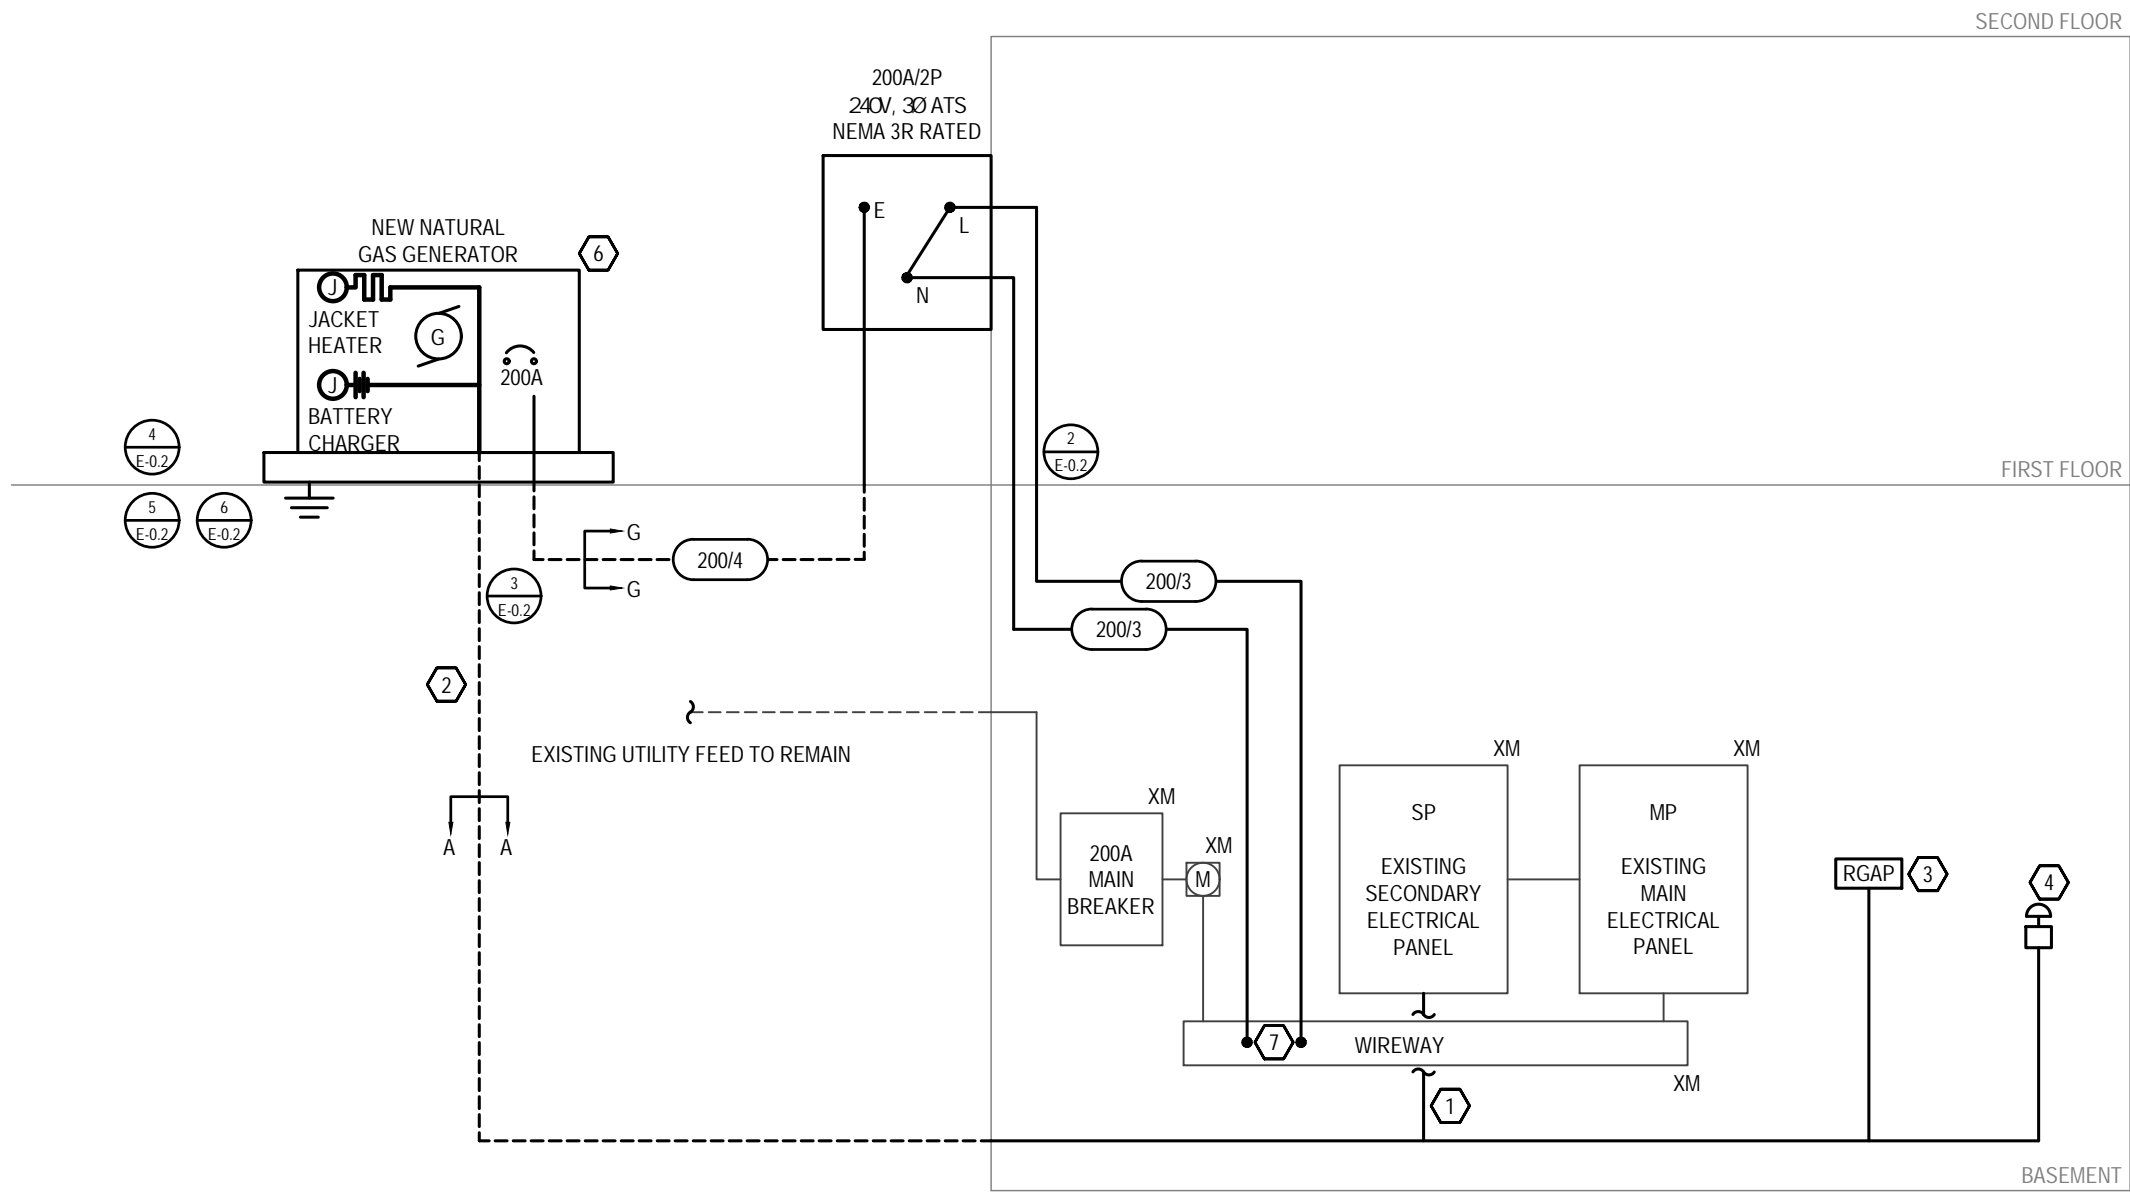 SECOND FLOOR
200A/2P
240V, 3Ø ATS
NEMA 3R RATED
E
L
N
NEW NATURAL
GAS GENERATOR
6
J
JACKET
HEATER
G
200A
J
BATTERY
CHARGER
4
E-0.2
2
E-0.2
FIRST FLOOR
5
E-0.2
6
E-0.2
G
200/4
G
3
E-0.2
200/3
200/3
2
EXISTING UTILITY FEED TO REMAIN
A
A
XM
200A
MAIN
BREAKER
XM
M
XM
SP
EXISTING
SECONDARY
ELECTRICAL
PANEL
XM
MP
EXISTING
MAIN
ELECTRICAL
PANEL
RGAP
3
4
7
WIREWAY
XM
1
BASEMENT